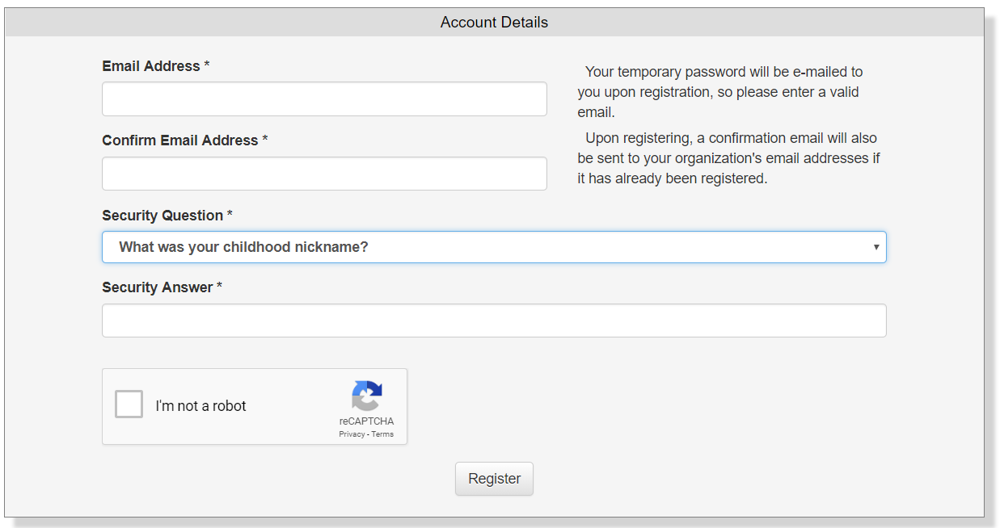 Account Details
Email Address *
Your temporary password will be e-mailed to
you upon registration, so please enter a valid
email.
Confirm Email Address *
Upon registering, a confirmation email will also
be sent to your organization's email addresses if
it has already been registered.
Security Question *
What was your childhood nickname?
Security Answer *
I'm not a robot
reCAPTCHA
Privacy - Terms
Register